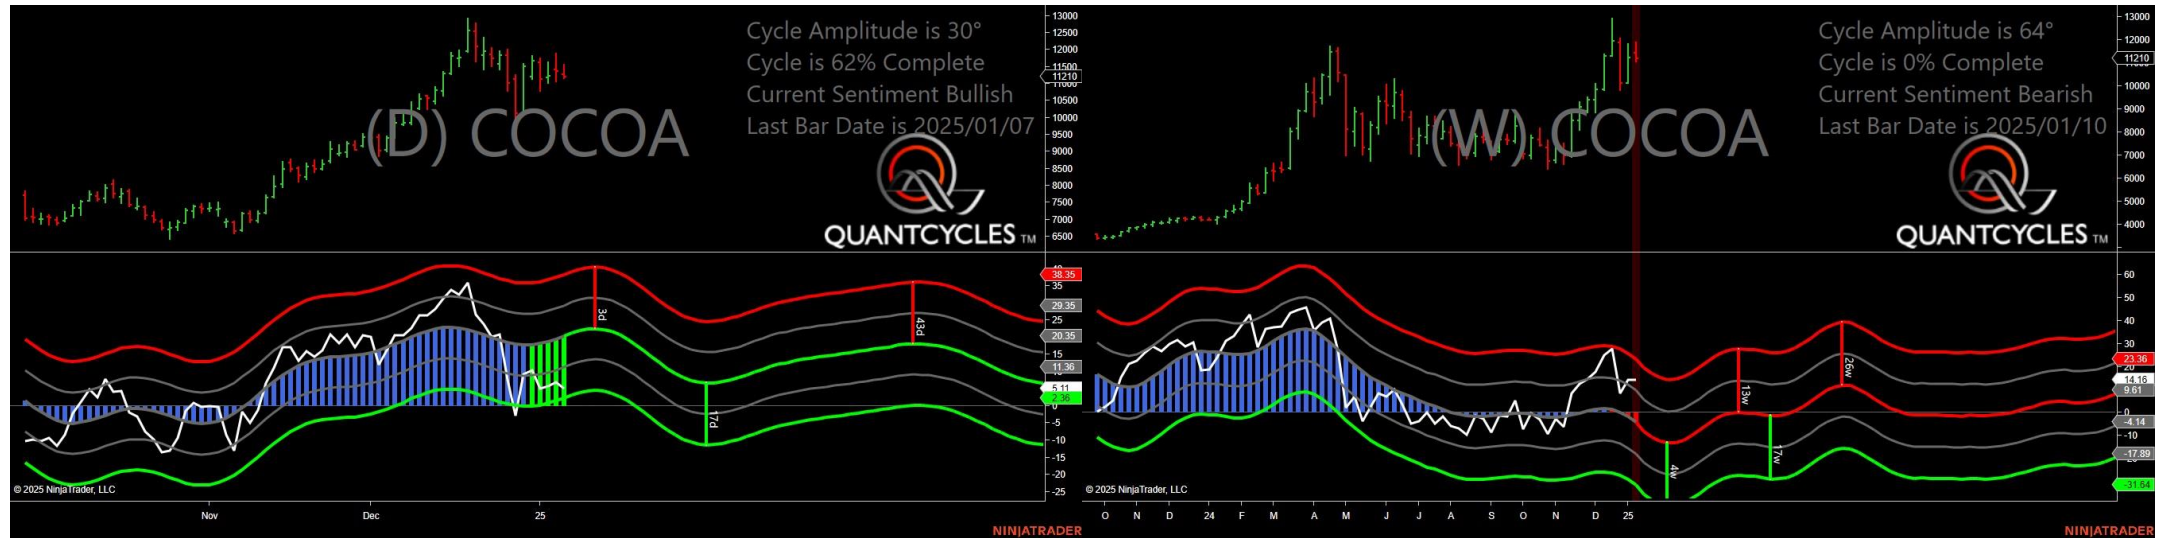 Cycle Amplitude is 30°
Cycle is 62% Complete
Current Sentiment Bullish
Last Bar Date is 2025/01/07
(D) COCOA
QUANTCYCLES TM
13000
12500
12000
11500
11210
11000
10500
10000
9500
9000
8500
8000
7500
7000
6500
38.35
35
29.35
25
20.35
15
11.36
5.11
2.36
0
-5
-10
-15
-20
-25
3d
17d
43d
© 2025 NinjaTrader, LLC
Nov Dec 25
NINJATRADER
Cycle Amplitude is 64°
Cycle is 0% Complete
Current Sentiment Bearish
Last Bar Date is 2025/01/10
(W) COCOA
QUANTCYCLES TM
13000
12000
11210
10000
9000
8000
7000
6000
5000
4000
60
50
40
30
23.36
20
14.16
9.61
0
-4.14
-10
-17.89
-31.64
4w
13w
17w
26w
© 2025 NinjaTrader, LLC
O N D 24 F M A M J J A S O N D 25
NINJATRADER